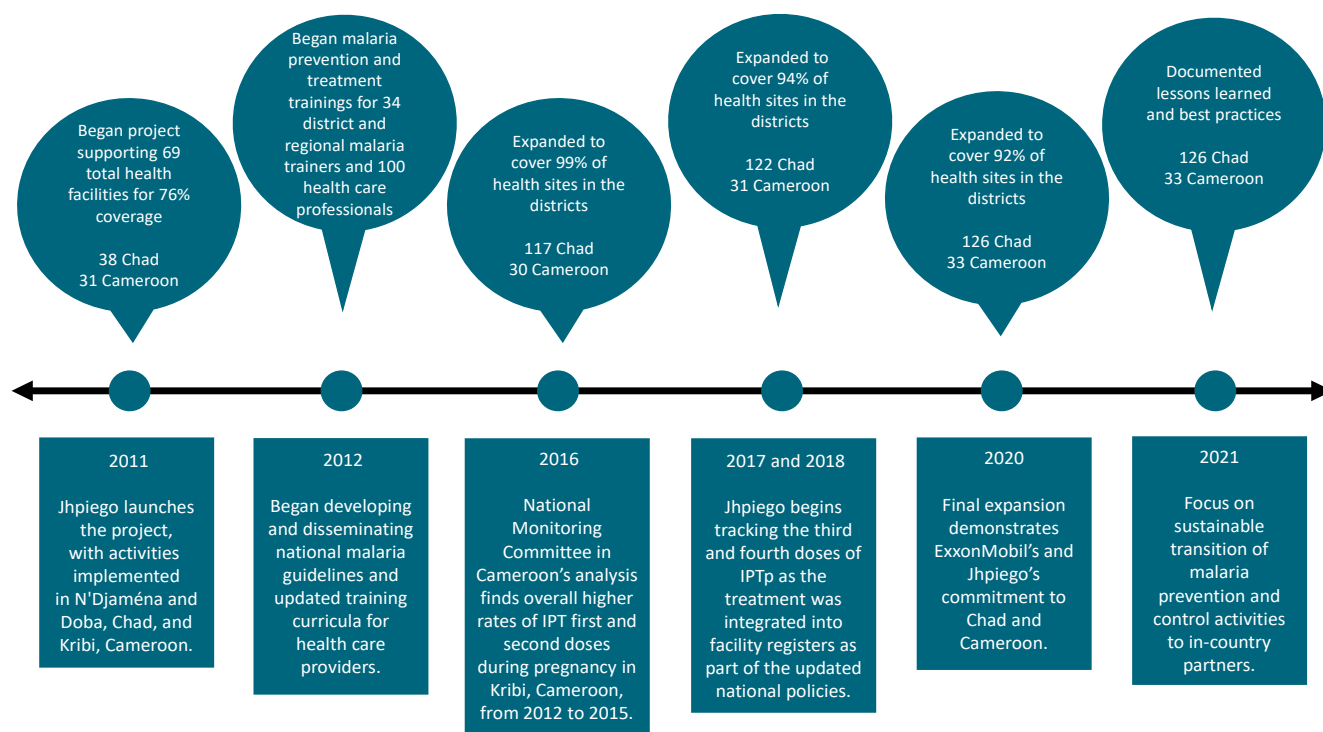 Began project
supporting 69
total health
facilities for 76%
coverage
38 Chad
31 Cameroon
Began malaria
prevention and
treatment
trainings for 34
district and
regional malaria
trainers and 100
health care
professionals
Expanded to
cover 99% of
health sites in the
districts
117 Chad
30 Cameroon
Expanded to
cover 94% of
health sites in the
districts
122 Chad
31 Cameroon
Expanded to
cover 92% of
health sites in the
districts
126 Chad
33 Cameroon
Documented
lessons learned
and best practices
126 Chad
33 Cameroon
2011
Jhpiego launches
the project,
with activities
implemented
in N'Djaména and
Doba, Chad, and
Kribi, Cameroon.
2012
Began developing
and disseminating
national malaria
guidelines and
updated training
curricula for
health care
providers.
2016
National
Monitoring
Committee in
Cameroon’s analysis
finds overall higher
rates of IPT first and
second doses
during pregnancy in
Kribi, Cameroon,
from 2012 to 2015.
2017 and 2018
Jhpiego begins
tracking the third
and fourth doses of
IPTp as the
treatment was
integrated into
facility registers as
part of the updated
national policies.
2020
Final expansion
demonstrates
ExxonMobil’s and
Jhpiego’s
commitment to
Chad and
Cameroon.
2021
Focus on
sustainable
transition of
malaria
prevention and
control activities
to in-country
partners.